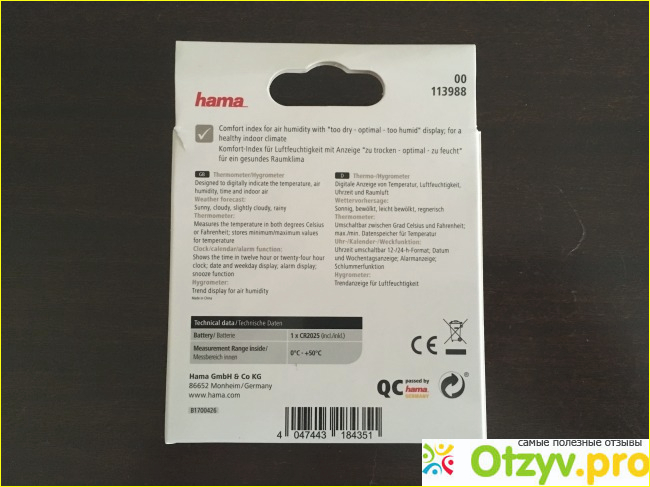 hama
00
113988
Comfort index for air humidity with "too dry - optimal - too humid" display; for a
healthy indoor climate
Komfort-Index für Luftfeuchtigkeit mit Anzeige "zu trocken - optimal - zu feucht"
für ein gesundes Raumklima
GB Thermometer/Hygrometer
Designed to digitally indicate the temperature, air
humidity, time and indoor air
Weather forecast:
Sunny, cloudy, slightly cloudy, rainy
Thermometer:
Measures the temperature in both degrees Celsius
or Fahrenheit; stores minimum/maximum values
for temperature
Clock/calendar/alarm function:
Shows the time in twelve hour or twenty-four hour
clock; date and weekday display, alarm display;
snooze function
Hygrometer:
Trend display for air humidity
Made in China
D Thermo-/Hygrometer
Digitale Anzeige von Temperatur, Luftfeuchtigkeit,
Uhrzeit und Raumluft
Wettervorhersage:
Sonnig, bewölkt, leicht bewölkt, regnerisch
Thermometer:
Umschaltbar zwischen Grad Celsius und Fahrenheit;
max./min. Datenspeicher für Temperatur
Uhr-/Kalender-/Weckfunktion:
Uhrzeit umschaltbar 12-/24-h-Format; Datum
und Wochentagsanzeige; Alarmanzeige;
Schlummerfunktion
Hygrometer:
Trendanzeige für Luftfeuchtigkeit
Technical data/Technische Daten
Battery/ Batterie 1 x CR2025 (incl./inkl.)
Measurement Range inside/
Messbereich innen 0°C - +50°C
Hama GmbH & Co KG
86652 Monheim/Germany
www.hama.com
81700426
CE
QC passed by
hama
GERMANY
4 047443 184351
самые полезные отзывы
Otzyv.pro